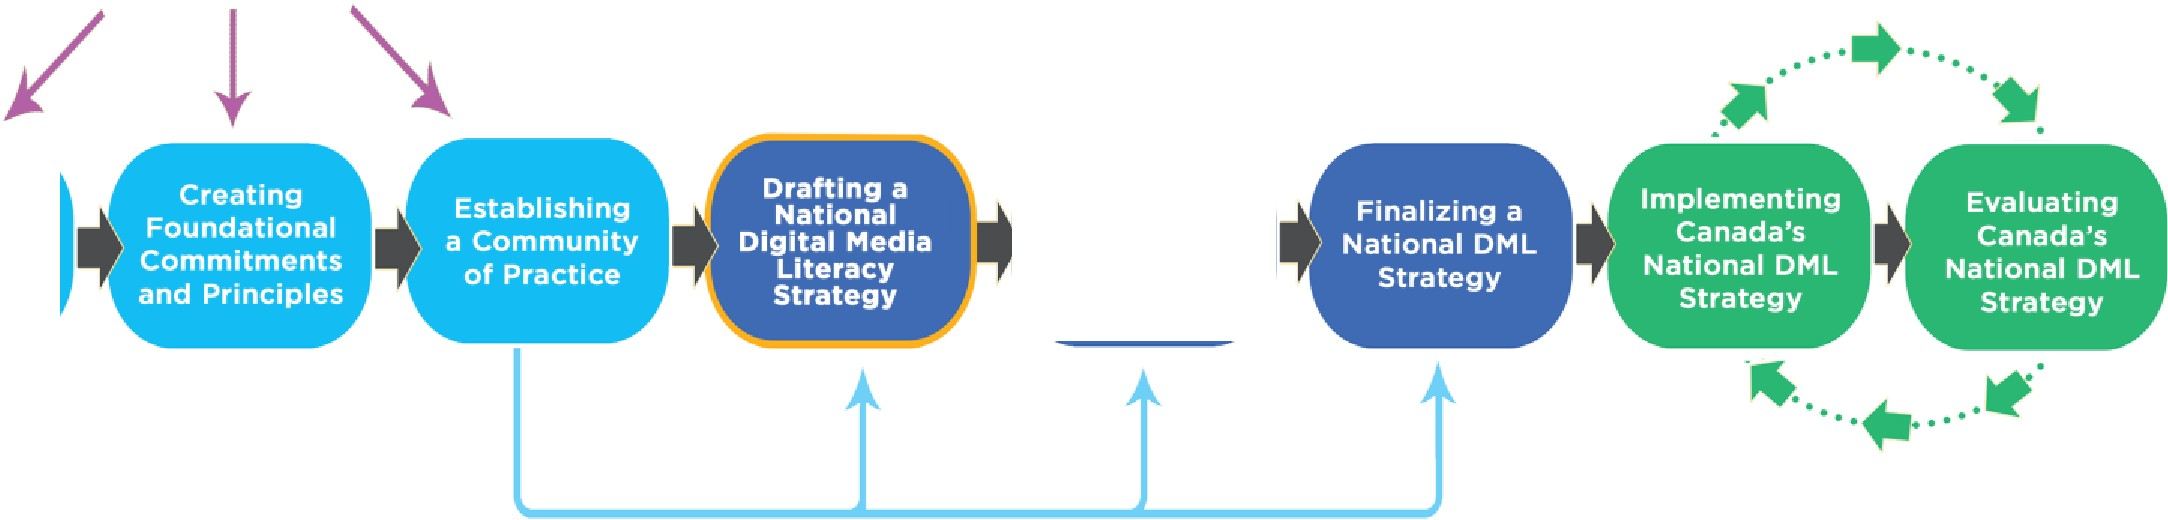 Creating
Foundational
Commitments
and Principles
Establishing
a Community
of Practice
Drafting a
National
Digital Media
Literacy
Strategy
Finalizing a
National DML
Strategy
Implementing
Canada's
National DML
Strategy
Evaluating
Canada's
National DML
Strategy